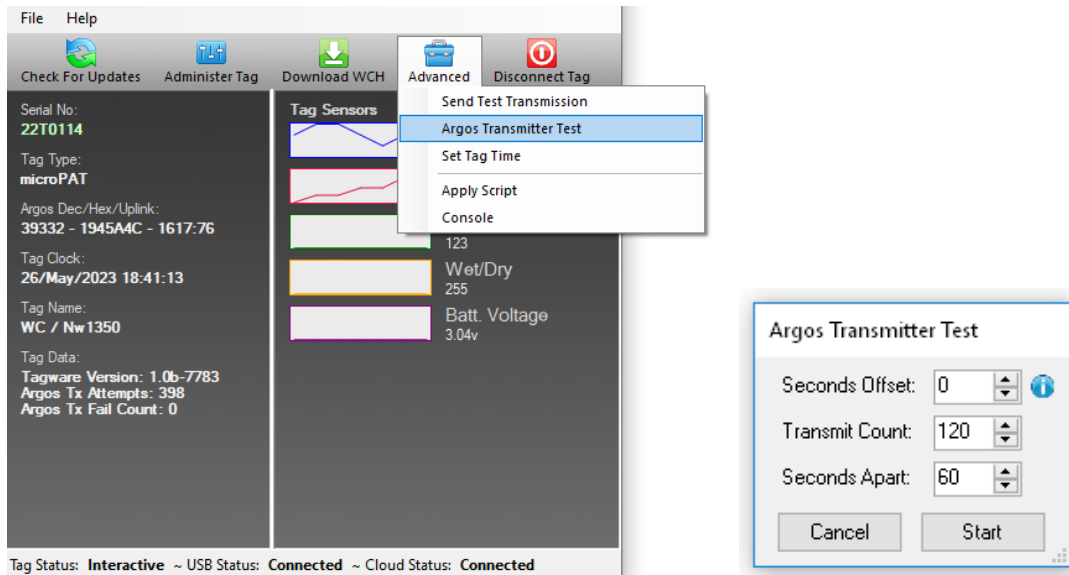 File Help
Check For Updates Administer Tag Download WCH Advanced Disconnect Tag
Send Test Transmission
Argos Transmitter Test
Set Tag Time
Apply Script
Console
Serial No:
22T0114
Tag Type:
microPAT
Argos Dec/Hex/Uplink:
39332 - 1945A4C - 1617:76
Tag Clock:
26/May/2023 18:41:13
Tag Name:
WC / Nw1350
Tag Data:
Tagware Version: 1.0b-7783
Argos Tx Attempts: 398
Argos Tx Fail Count: 0
Tag Sensors
123
Wet/Dry
255
Batt. Voltage
3.04v
Tag Status: Interactive ~ USB Status: Connected ~ Cloud Status: Connected
Argos Transmitter Test
Seconds Offset: 0
Transmit Count: 120
Seconds Apart: 60
Cancel Start